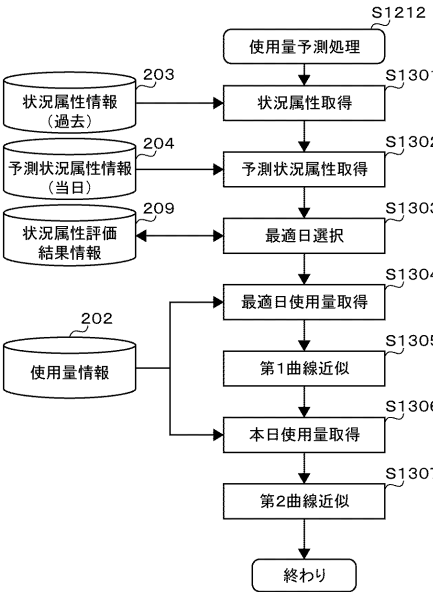 S1212
使用量予測処理
203
状況属性情報
(過去)
S1301
状況属性取得
204
予測状況属性情報
(当日)
S1302
予測状況属性取得
209
状況属性評価
結果情報
S1303
最適日選択
S1304
最適日使用量取得
202
使用量情報
S1305
第1曲線近似
S1306
本日使用量取得
S1307
第2曲線近似
終わり